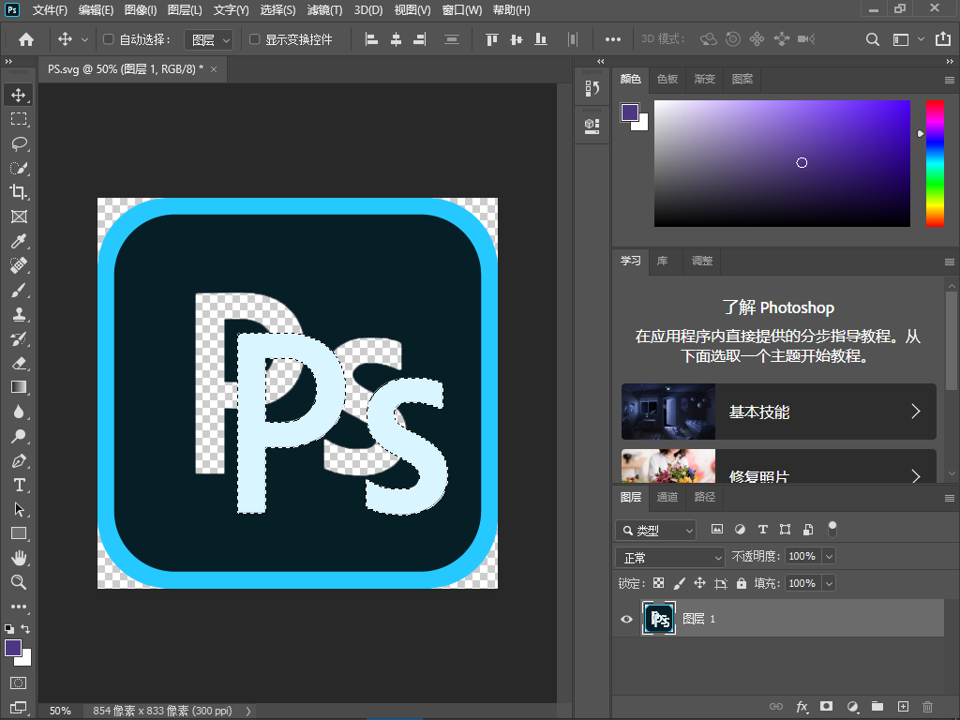 Ps 文件(F) 编辑(E) 图像(I) 图层(L) 文字(Y) 选择(S) 滤镜(T) 3D(D) 视图(V) 窗口(W) 帮助(H)
自动选择： 图层 显示变换控件 3D 模式：
PS.svg @ 50% (图层 1, RGB/8) *
颜色 色板 渐变 图案
Ps
Ps
学习 库 调整
了解 Photoshop
在应用程序内直接提供的分步指导教程。从
下面选取一个主题开始教程。
基本技能
修复照片
图层 通道 路径
类型
正常 不透明度： 100%
锁定： 填充： 100%
Ps 图层 1
50% 854 像素 x 833 像素 (300 ppi)